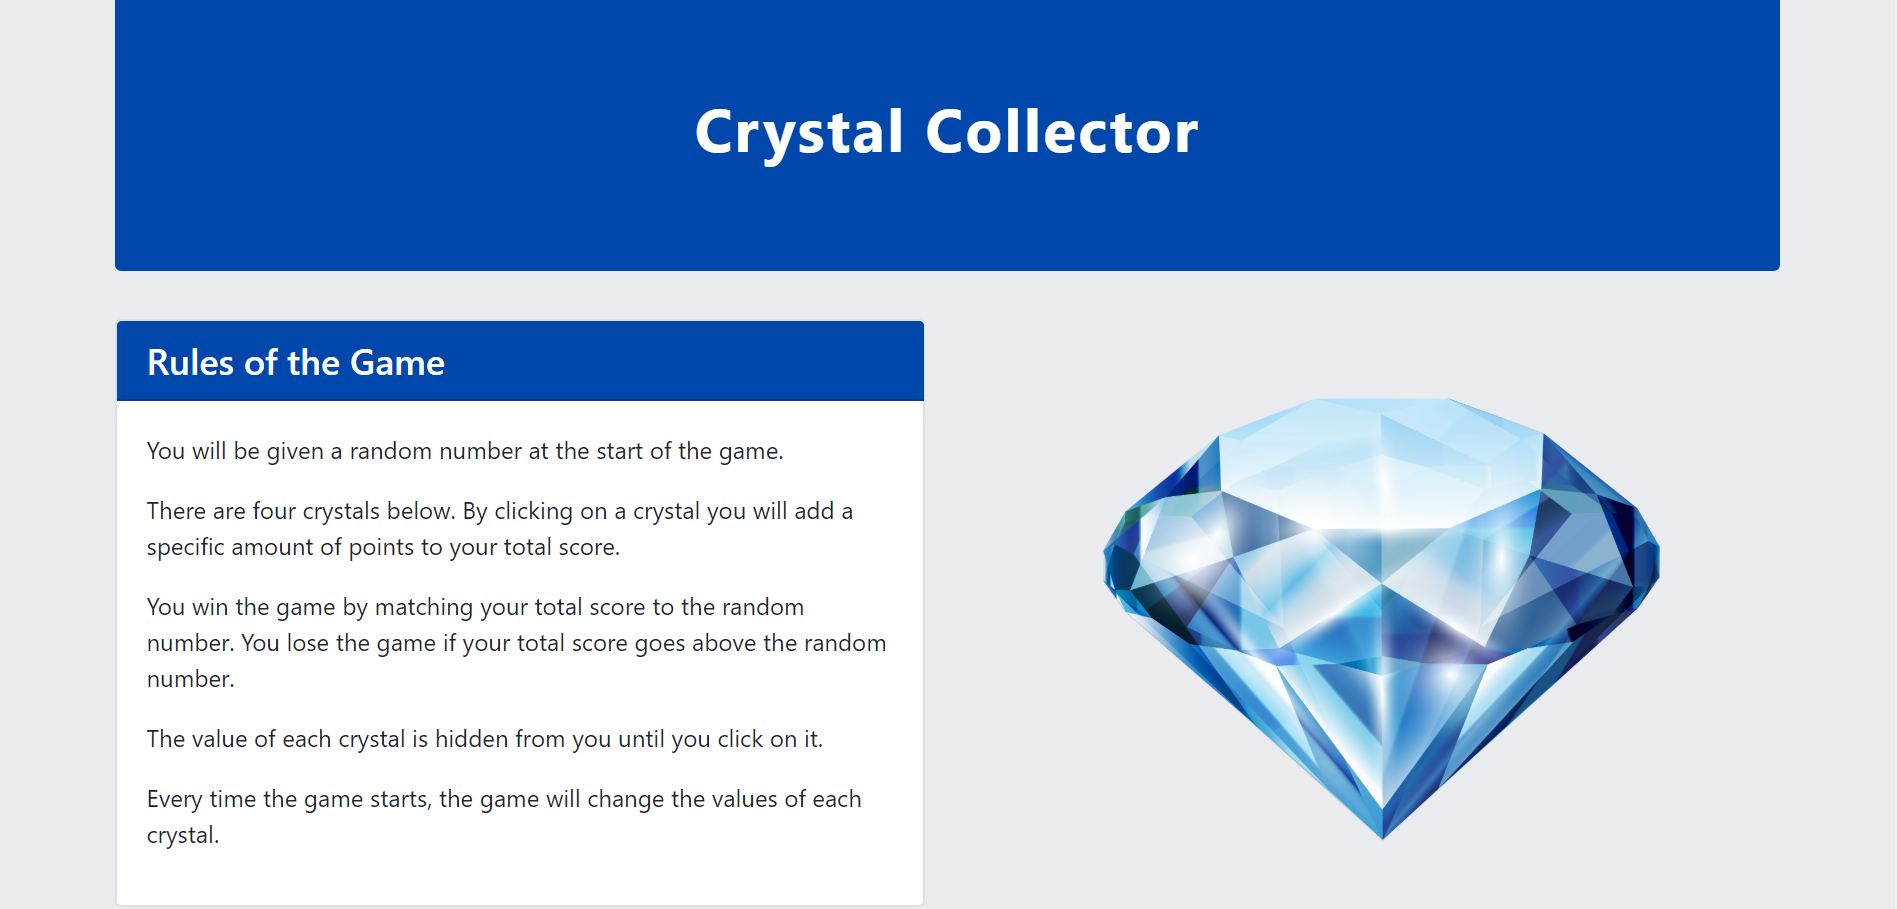 Crystal Collector
Rules of the Game
You will be given a random number at the start of the game.
There are four crystals below. By clicking on a crystal you will add a
specific amount of points to your total score.
You win the game by matching your total score to the random
number. You lose the game if your total score goes above the random
number.
The value of each crystal is hidden from you until you click on it.
Every time the game starts, the game will change the values of each
crystal.